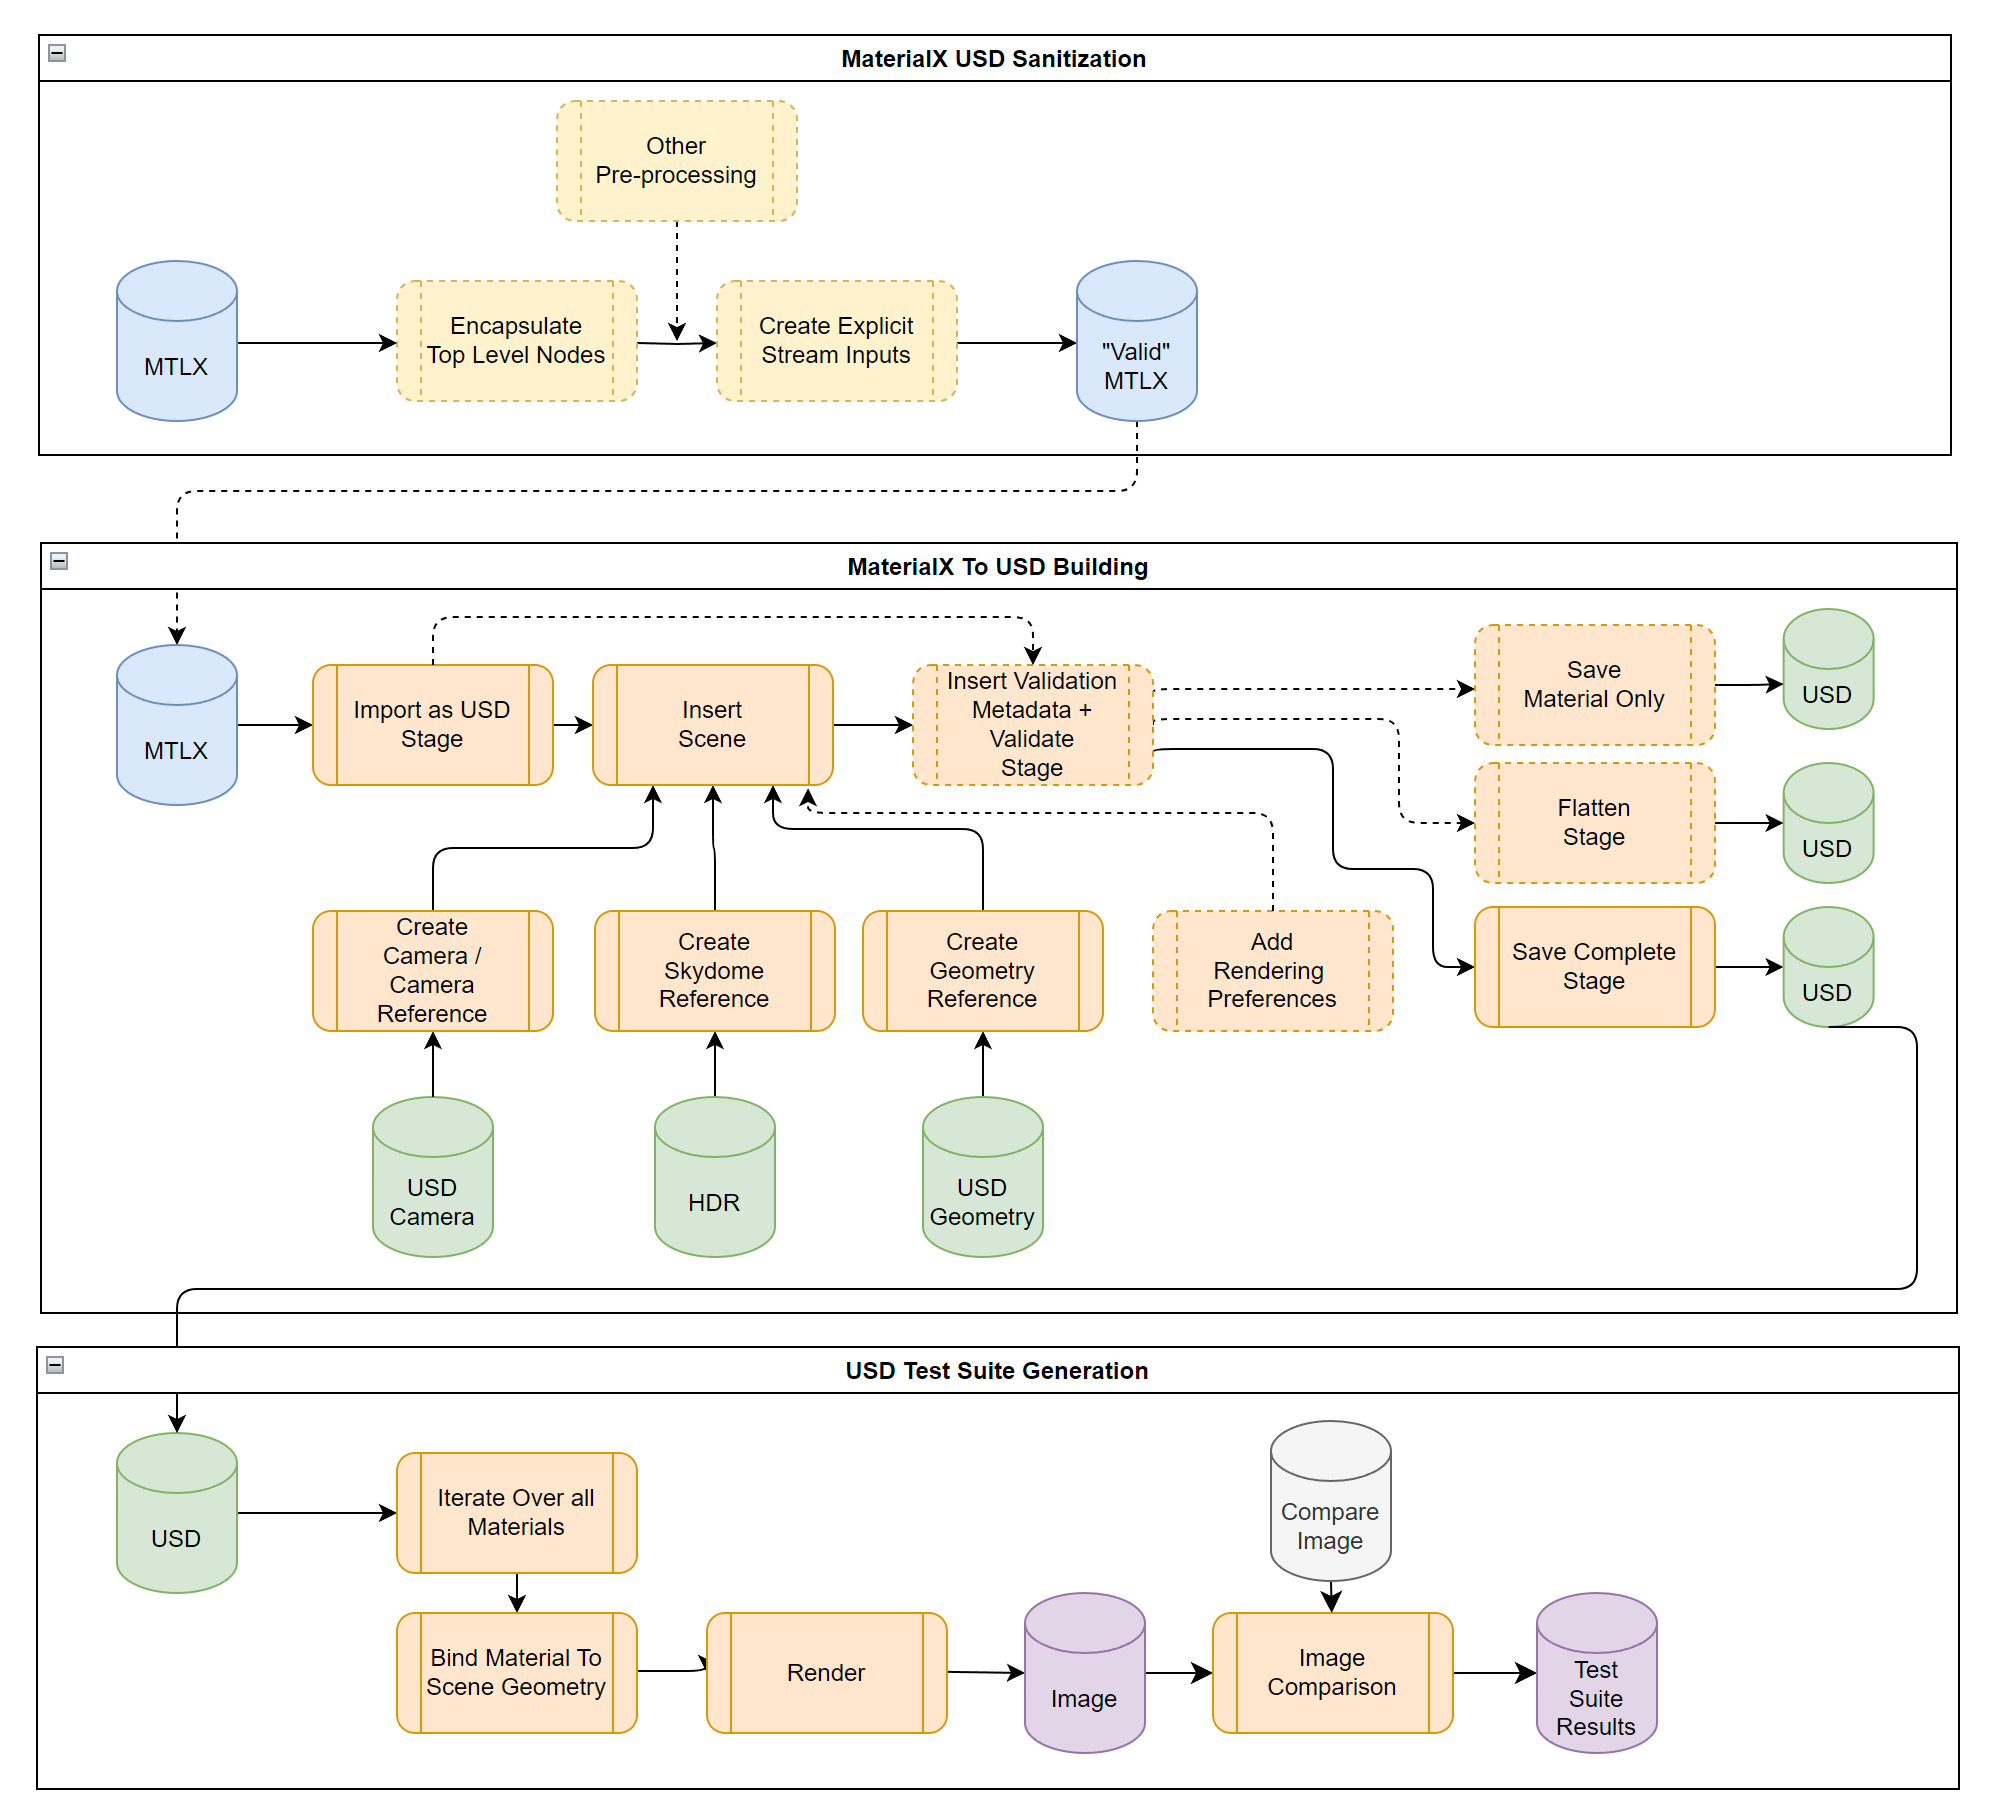 MaterialX USD Sanitization
Other
Pre-processing
MTLX
Encapsulate
Top Level Nodes
Create Explicit
Stream Inputs
"Valid"
MTLX
MaterialX To USD Building
MTLX
Import as USD
Stage
Insert
Scene
Insert Validation
Metadata +
Validate
Stage
Save
Material Only
USD
Flatten
Stage
USD
Create
Camera /
Camera
Reference
Create
Skydome
Reference
Create
Geometry
Reference
Add
Rendering
Preferences
Save Complete
Stage
USD
USD
Camera
HDR
USD
Geometry
USD Test Suite Generation
USD
Iterate Over all
Materials
Compare
Image
Bind Material To
Scene Geometry
Render
Image
Image
Comparison
Test
Suite
Results